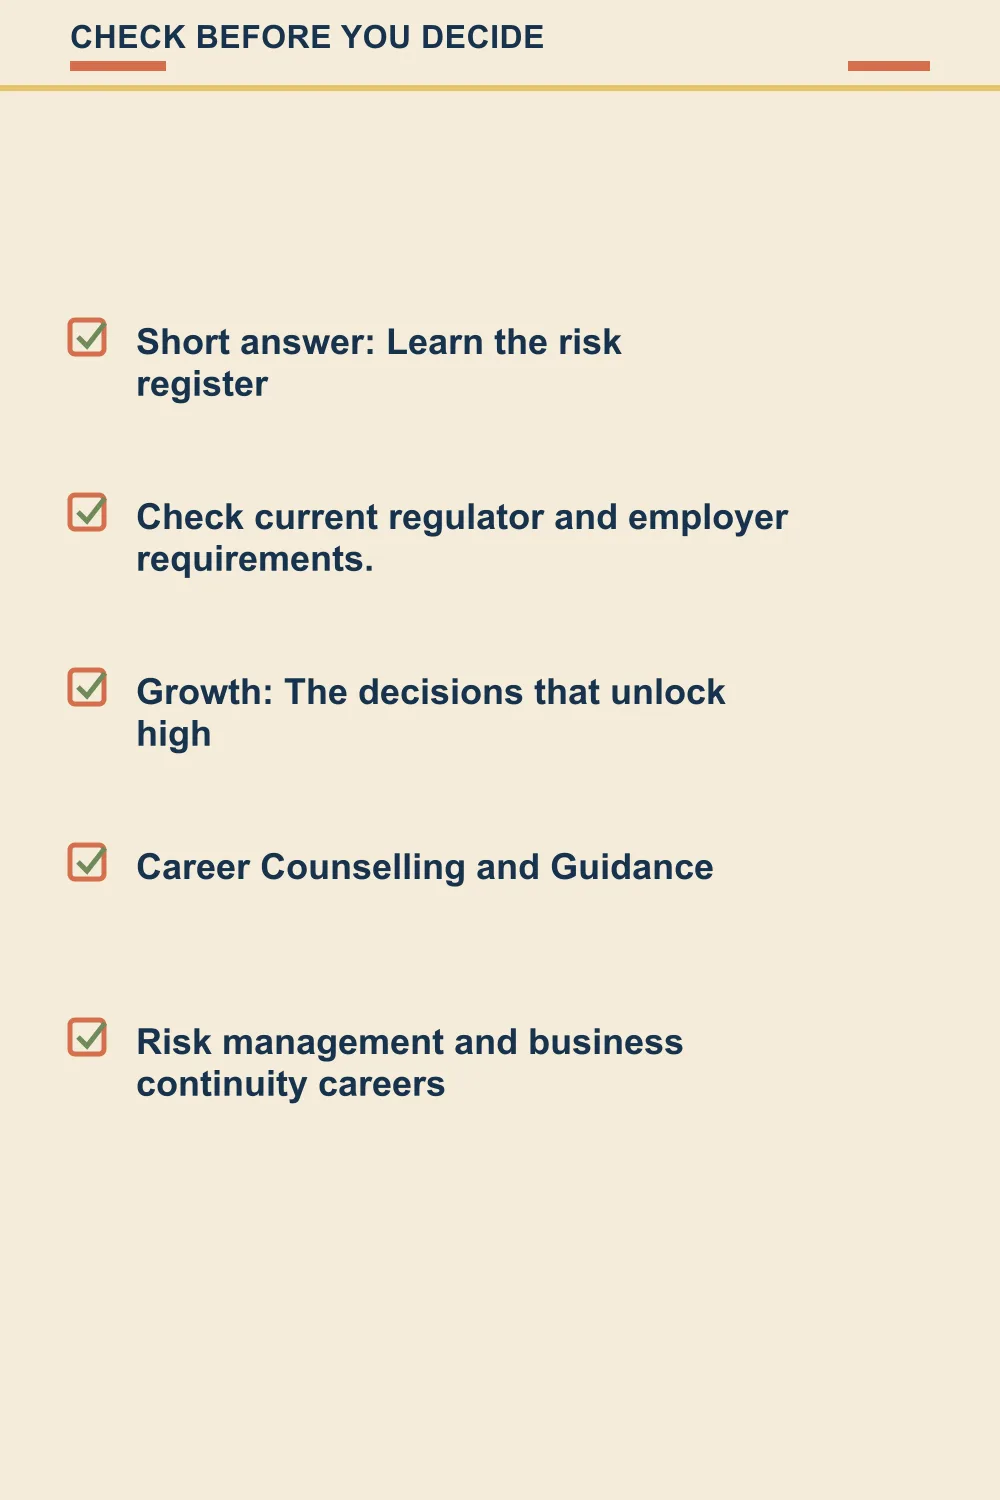 CHECK BEFORE YOU DECIDE
Short answer: Learn the risk
register
Check current regulator and employer
requirements.
Growth: The decisions that unlock
high
Career Counselling and Guidance
Risk management and business
continuity careers